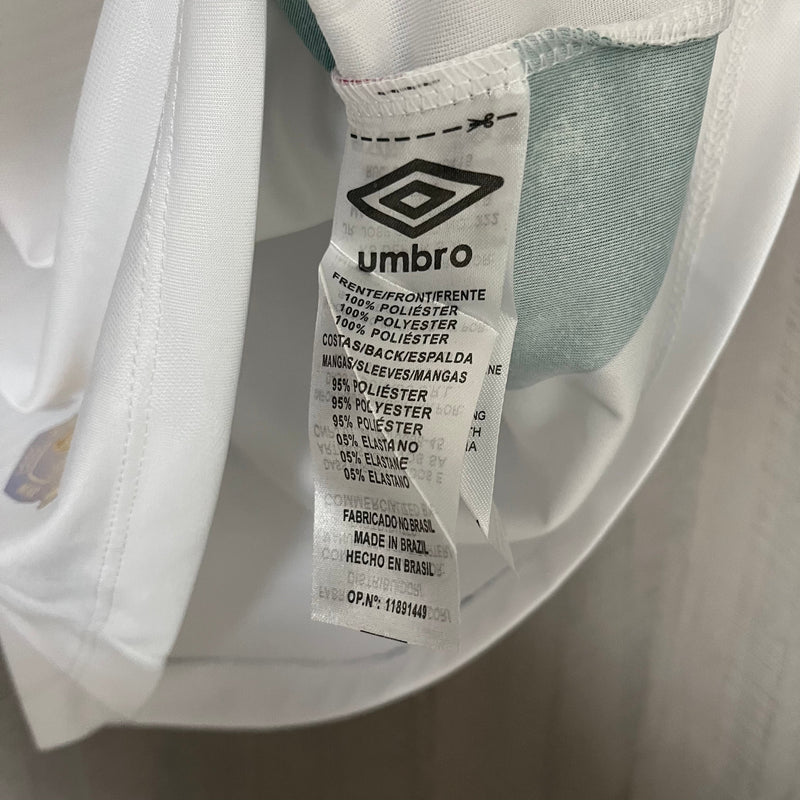 umbro
FRENTE/FRONT/FRENTE
100% POLIÉSTER
100% POLYESTER
100% POLIÉSTER
COSTAS/BACK/ESPALDA
MANGAS/SLEEVES/MANGAS
95% POLIÉSTER
95% POLYESTER
95% POLIÉSTER
05% ELASTANO
05% ELASTANE
05% ELASTANO
FABRICADO NO BRASIL
MADE IN BRAZIL
HECHO EN BRASIL
OP.Nº: 11891449